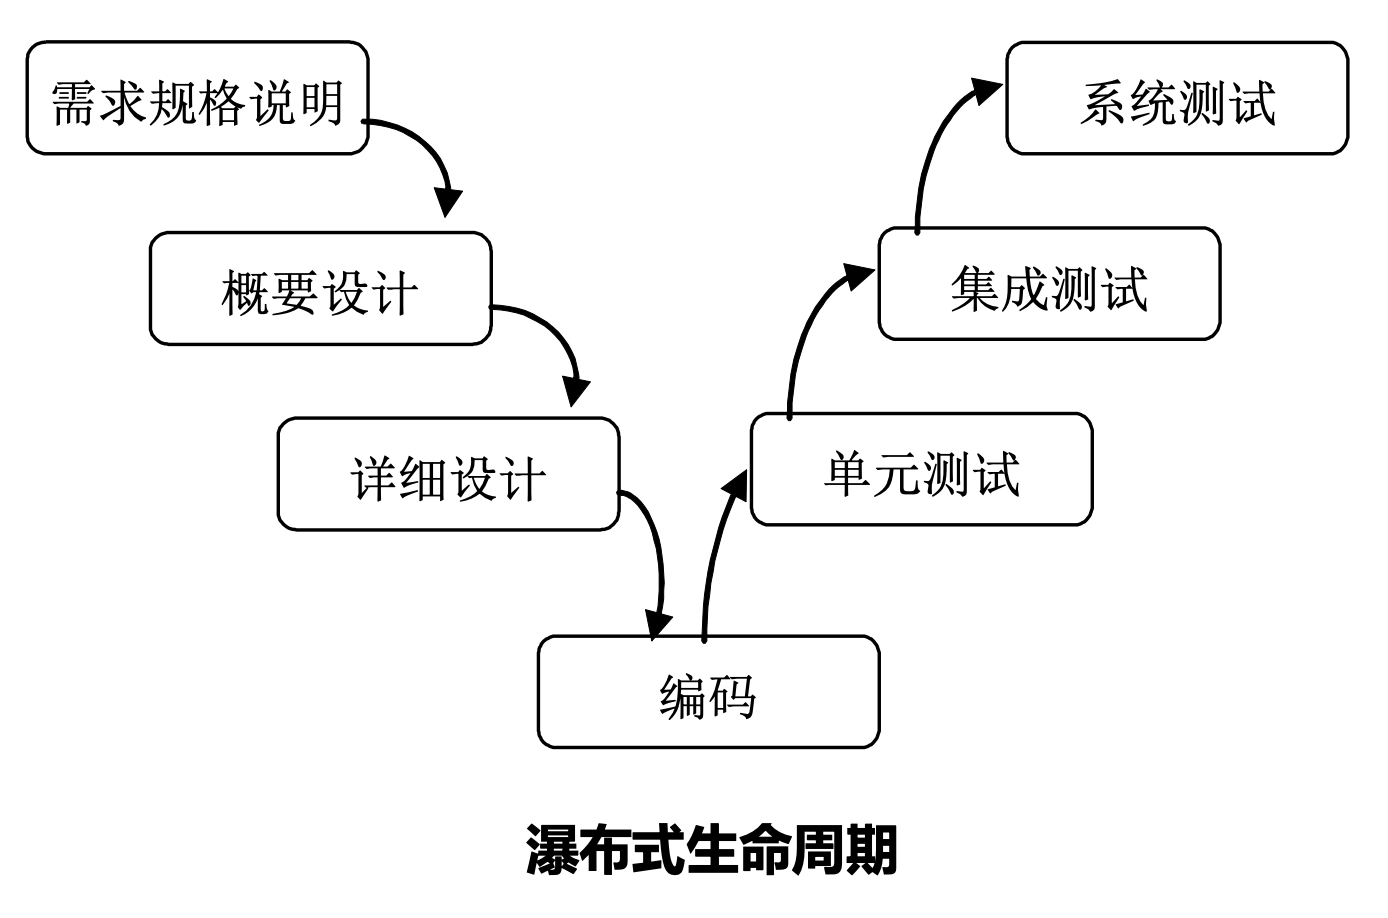 需求规格说明
概要设计
详细设计
编码
单元测试
集成测试
系统测试
瀑布式生命周期